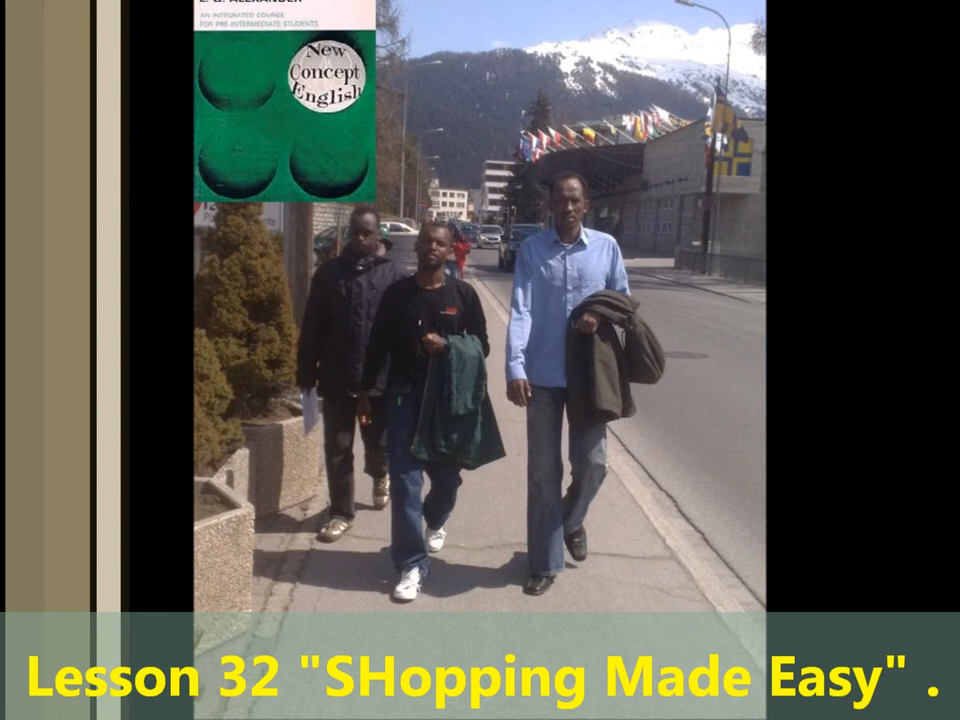 L. G. ALEXANDER
AN INTEGRATED COURSE
FOR PRE-INTERMEDIATE STUDENTS
New
Concept
English
Lesson 32 "SHopping Made Easy" .